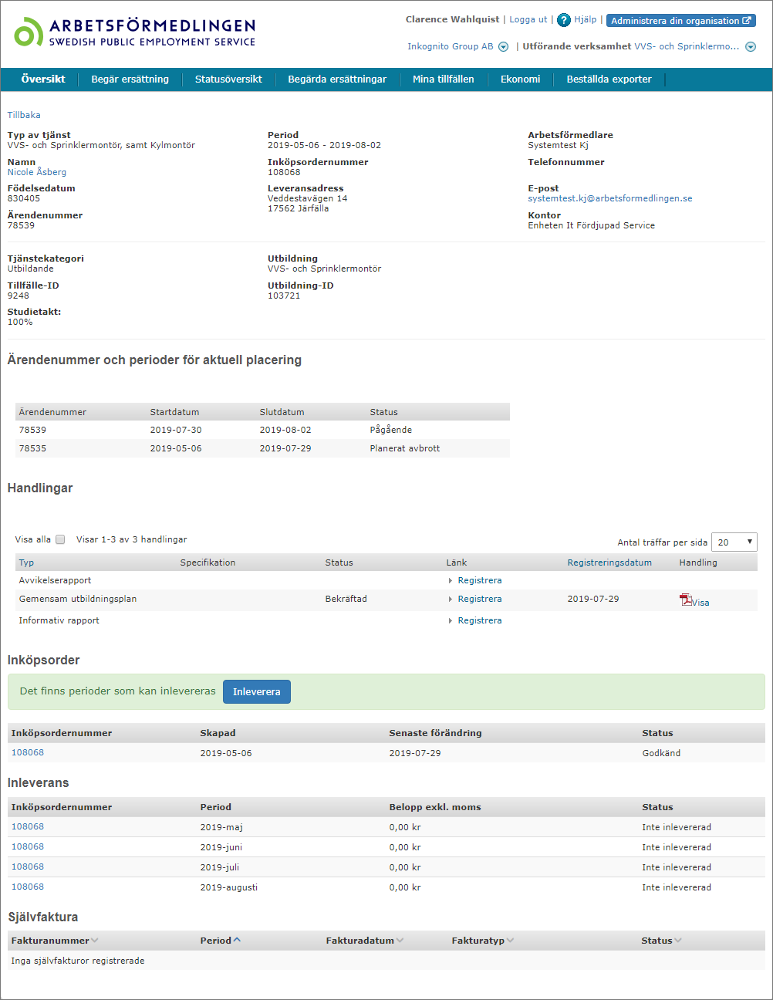 ARBETSFÖRMEDLINGEN
SWEDISH PUBLIC EMPLOYMENT SERVICE
Clarence Wahlquist | Logga ut | ? Hjälp | Administrera din organisation
Inkognito Group AB | Utförande verksamhet VVS- och Sprinklermo...
Översikt Begär ersättning Statusöversikt Begärda ersättningar Mina tillfällen Ekonomi Beställda exporter
Tillbaka
Typ av tjänst Period Arbetsförmedlare
VVS- och Sprinklermontör, samt Kylmontör 2019-05-06 - 2019-08-02 Systemtest Kj
Namn Inköpsordernummer Telefonnummer
Nicole Åsberg 108068
Födelsedatum Leveransadress E-post
830405 Veddestavägen 14 systemtest.kj@arbetsformedlingen.se
17562 Järfälla
Ärendenummer Kontor
78539 Enheten It Fördjupad Service
Tjänstekategori Utbildning
Utbildande VVS- och Sprinklermontör
Tillfälle-ID Utbildning-ID
9248 103721
Studietakt:
100%
Ärendenummer och perioder för aktuell placering
Ärendenummer Startdatum Slutdatum Status
78539 2019-07-30 2019-08-02 Pågående
78535 2019-05-06 2019-07-29 Planerat avbrott
Handlingar
Visa alla Visar 1-3 av 3 handlingar Antal träffar per sida 20
Typ Specifikation Status Länk Registreringsdatum Handling
Avvikelserapport Registrera
Gemensam utbildningsplan Bekräftad Registrera 2019-07-29 Visa
Informativ rapport Registrera
Inköpsorder
Det finns perioder som kan inlevereras Inleverera
Inköpsordernummer Skapad Senaste förändring Status
108068 2019-05-06 2019-07-29 Godkänd
Inleverans
Inköpsordernummer Period Belopp exkl. moms Status
108068 2019-maj 0,00 kr Inte inlevererad
108068 2019-juni 0,00 kr Inte inlevererad
108068 2019-juli 0,00 kr Inte inlevererad
108068 2019-augusti 0,00 kr Inte inlevererad
Självfaktura
Fakturanummer Period Fakturadatum Fakturatyp Status
Inga självfakturor registrerade